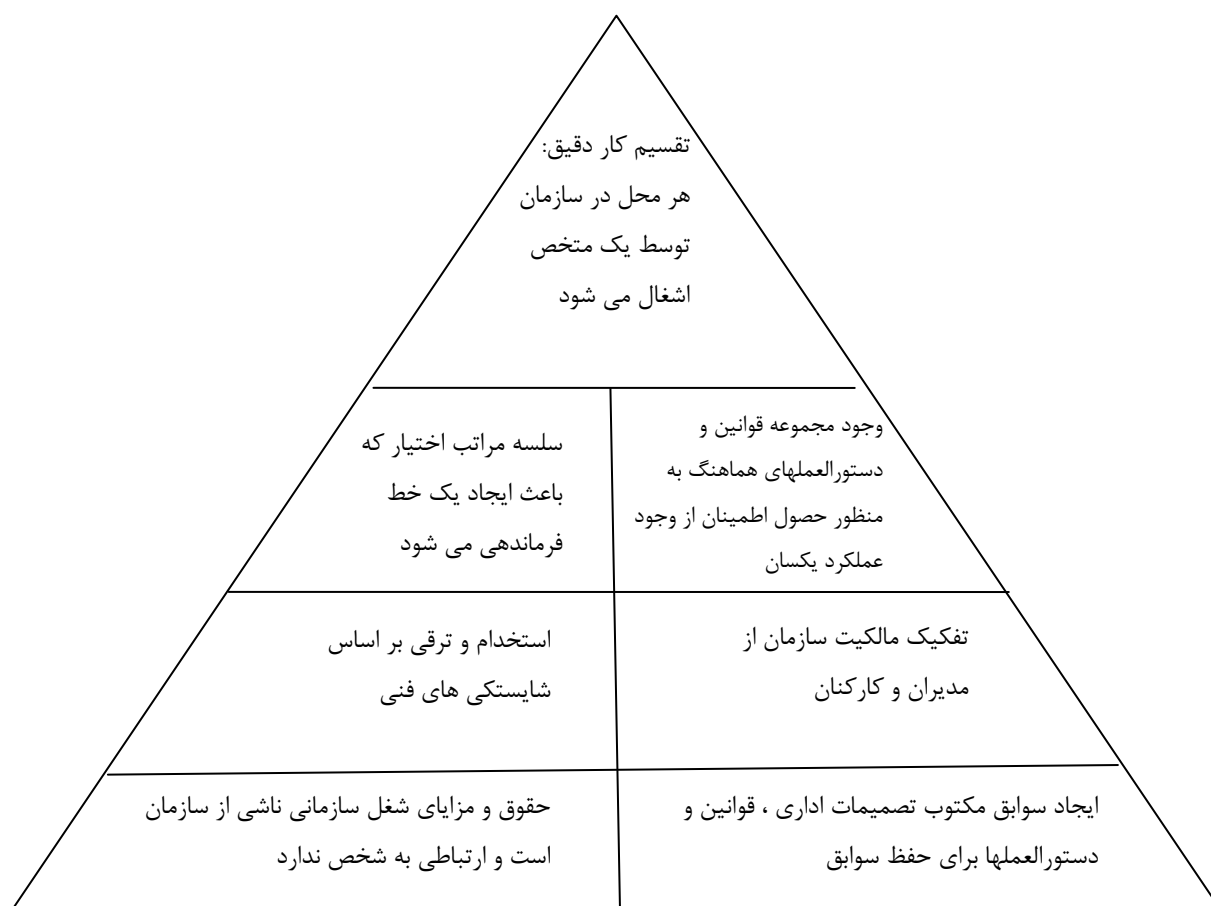 تقسیم کار دقیق:
هر محل در سازمان
توسط یک متخص
اشغال می شود
وجود مجموعه قوانین و
دستورالعملهای هماهنگ به
منظور حصول اطمینان از وجود
عملکرد یکسان
سلسه مراتب اختیار که
باعث ایجاد یک خط
فرماندهی می شود
تفکیک مالکیت سازمان از
مدیران و کارکنان
استخدام و ترقی بر اساس
شایستکی های فنی
ایجاد سوابق مکتوب تصمیمات اداری ، قوانین و
دستورالعملها برای حفظ سوابق
حقوق و مزایای شغل سازمانی ناشی از سازمان
است و ارتباطی به شخص ندارد